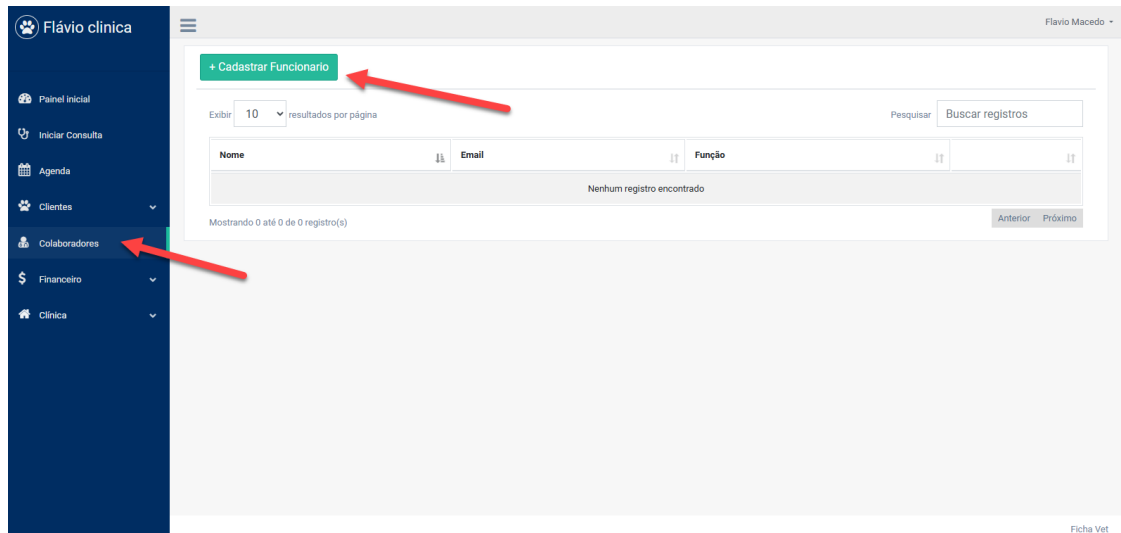 Flávio clinica
Flavio Macedo
+ Cadastrar Funcionario
Painel inicial
Iniciar Consulta
Agenda
Clientes
Colaboradores
Financeiro
Clínica
Exibir 10 resultados por página
Pesquisar Buscar registros
Nome Email Função
Nenhum registro encontrado
Mostrando 0 até 0 de 0 registro(s)
Anterior Próximo
Ficha Vet